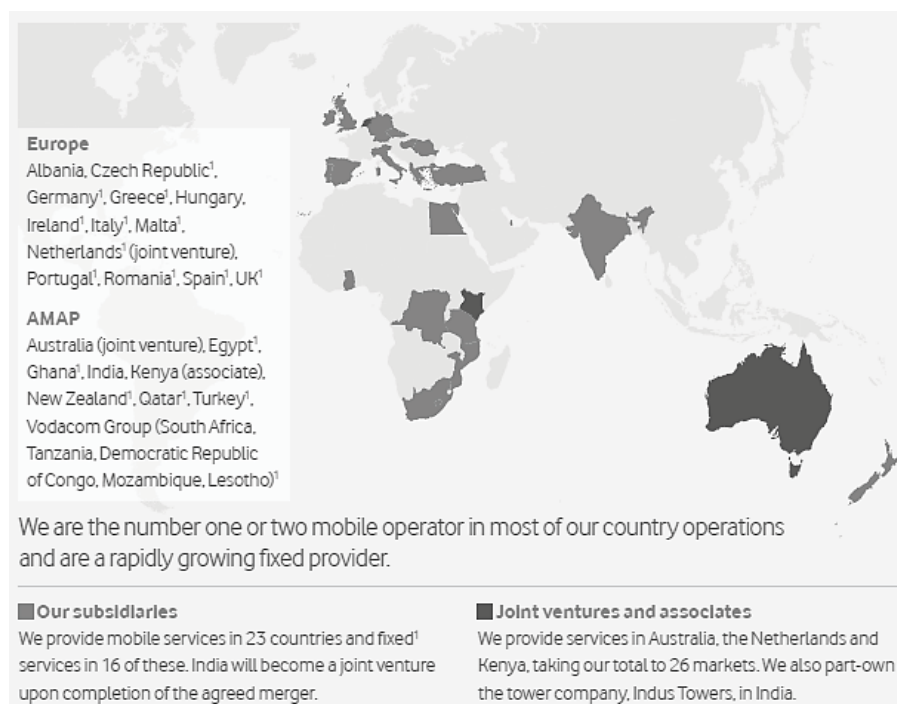 Europe
Albania, Czech Republic¹,
Germany¹, Greece¹, Hungary,
Ireland¹, Italy¹, Malta¹,
Netherlands¹ (joint venture),
Portugal¹, Romania¹, Spain¹, UK¹
AMAP
Australia (joint venture), Egypt¹,
Ghana¹, India, Kenya (associate),
New Zealand¹, Qatar¹, Turkey¹,
Vodacom Group (South Africa,
Tanzania, Democratic Republic
of Congo, Mozambique, Lesotho)¹
We are the number one or two mobile operator in most of our country operations
and are a rapidly growing fixed provider.
Our subsidiaries
We provide mobile services in 23 countries and fixed¹
services in 16 of these. India will become a joint venture
upon completion of the agreed merger.
Joint ventures and associates
We provide services in Australia, the Netherlands and
Kenya, taking our total to 26 markets. We also part-own
the tower company, Indus Towers, in India.